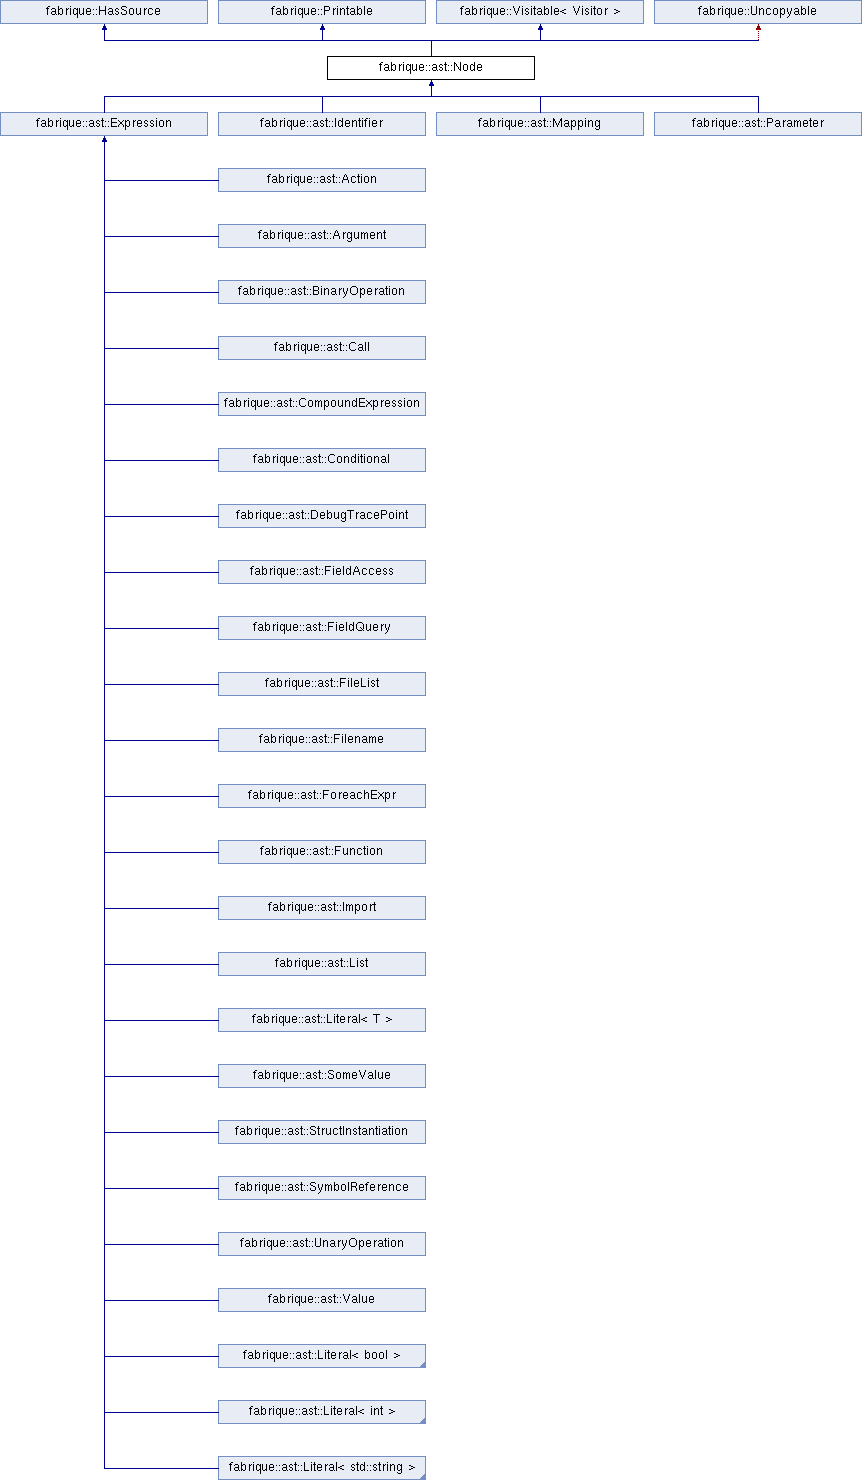 fabrique::HasSource
fabrique::Printable
fabrique::Visitable< Visitor >
fabrique::Uncopyable
fabrique::ast::Node
fabrique::ast::Expression
fabrique::ast::Identifier
fabrique::ast::Mapping
fabrique::ast::Parameter
fabrique::ast::Action
fabrique::ast::Argument
fabrique::ast::BinaryOperation
fabrique::ast::Call
fabrique::ast::CompoundExpression
fabrique::ast::Conditional
fabrique::ast::DebugTracePoint
fabrique::ast::FieldAccess
fabrique::ast::FieldQuery
fabrique::ast::FileList
fabrique::ast::Filename
fabrique::ast::ForeachExpr
fabrique::ast::Function
fabrique::ast::Import
fabrique::ast::List
fabrique::ast::Literal< T >
fabrique::ast::SomeValue
fabrique::ast::StructInstantiation
fabrique::ast::SymbolReference
fabrique::ast::UnaryOperation
fabrique::ast::Value
fabrique::ast::Literal< bool >
fabrique::ast::Literal< int >
fabrique::ast::Literal< std::string >